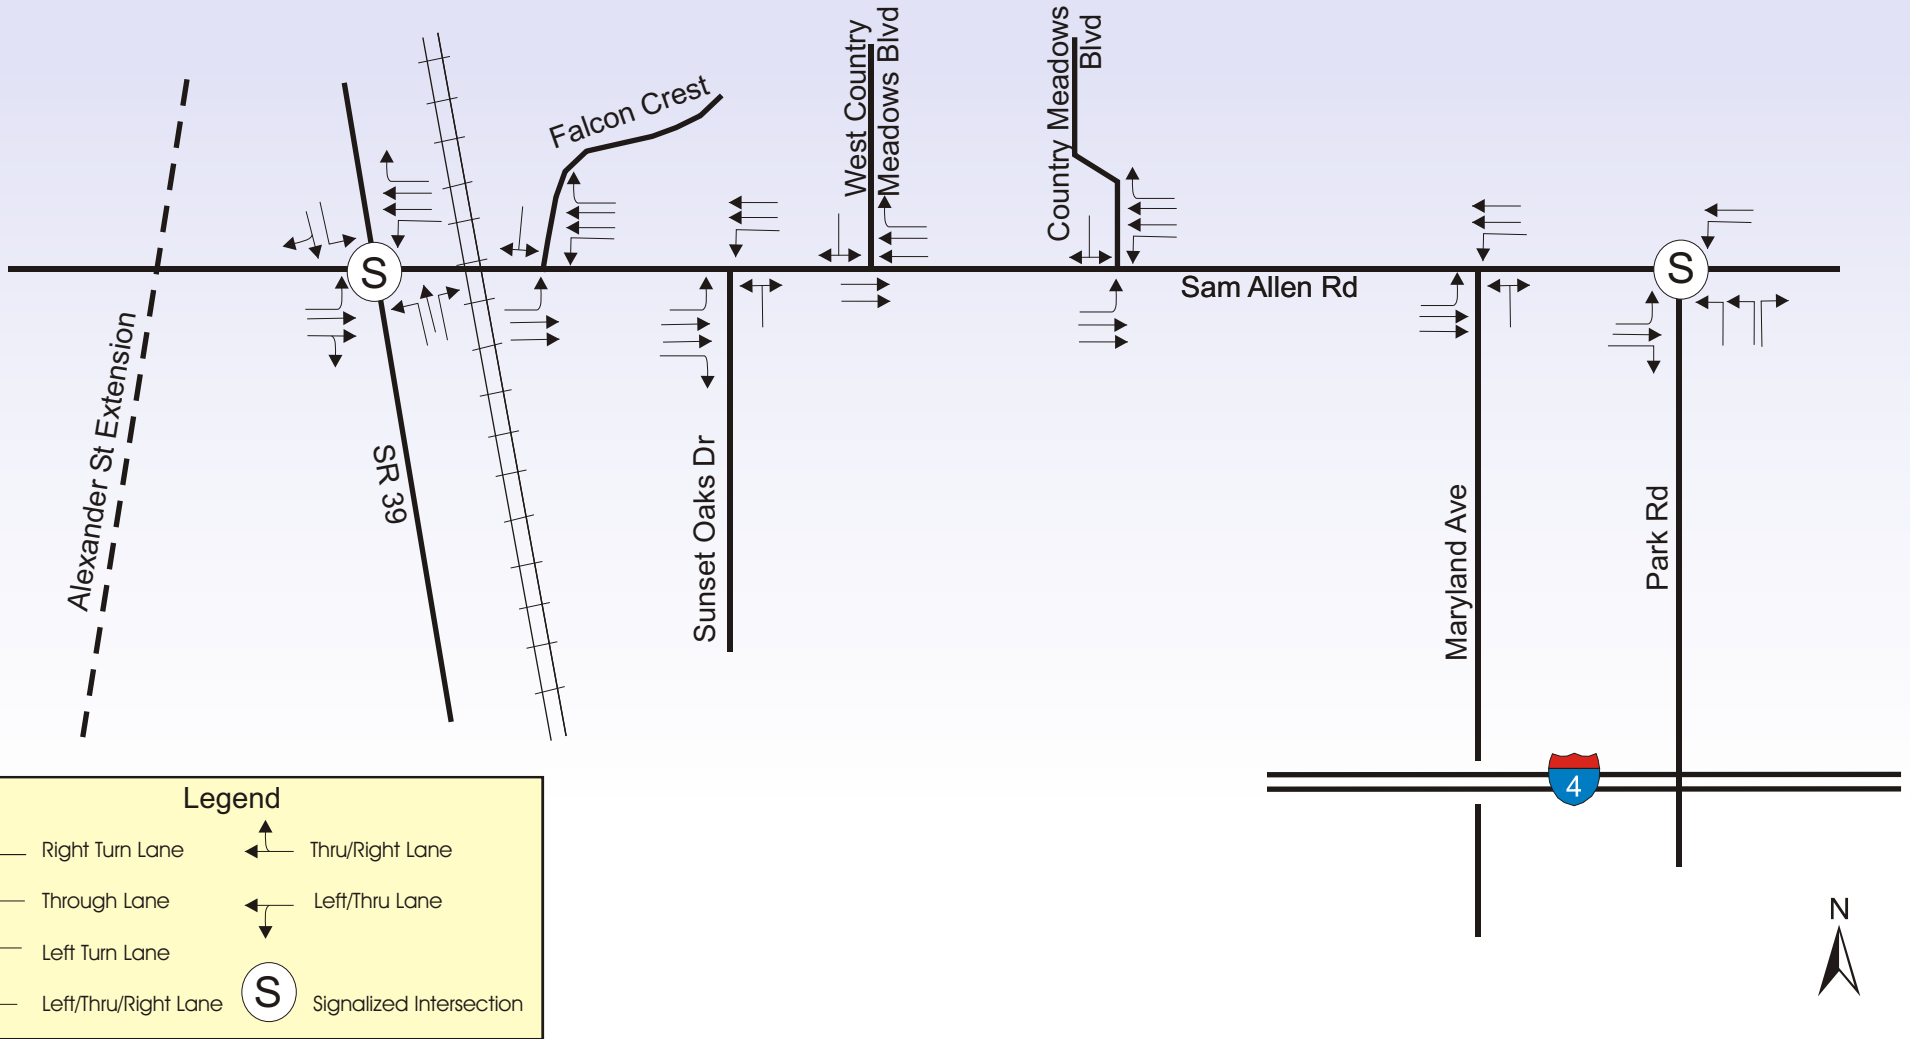 West Country
Meadows Blvd
Country Meadows
Blvd
Falcon Crest
S
S
Sam Allen Rd
Alexander St Extension
SR 39
Sunset Oaks Dr
Maryland Ave
Park Rd
4
Legend
Right Turn Lane
Thru/Right Lane
Through Lane
Left/Thru Lane
Left Turn Lane
Left/Thru/Right Lane
S
Signalized Intersection
N